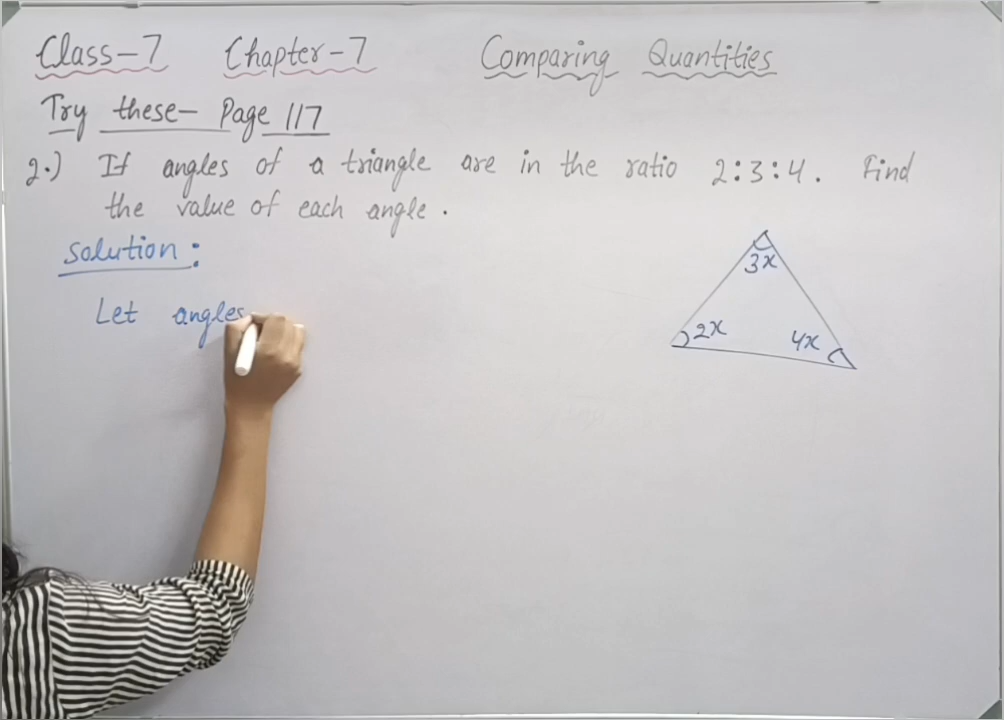 Class-7 Chapter-7 Comparing Quantities
Try these- Page 117
2.) If angles of a triangle are in the ratio 2:3:4. Find
the value of each angle.
Solution:
Let angles
3x
2x
4x